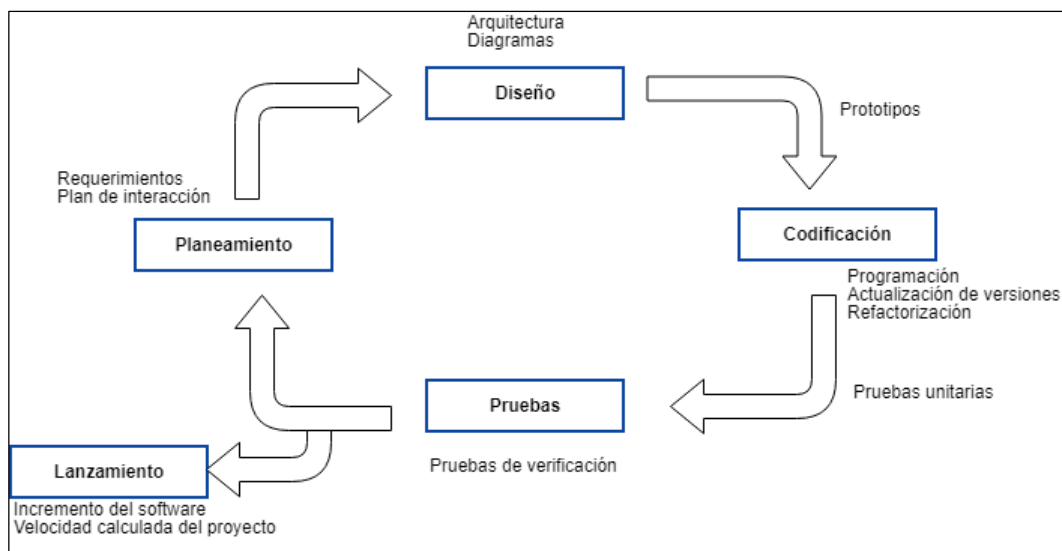 Arquitectura
Diagramas
Diseño
Prototipos
Requerimientos
Plan de interacción
Planeamiento
Codificación
Programación
Actualización de versiones
Refactorización
Pruebas unitarias
Pruebas
Pruebas de verificación
Lanzamiento
Incremento del software
Velocidad calculada del proyecto